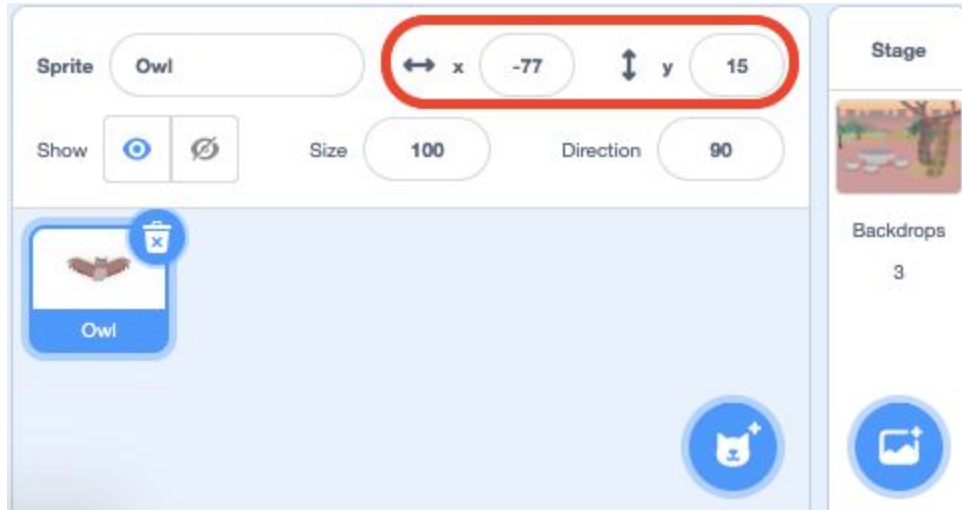 Sprite Owl x -77 y 15
Show Size 100 Direction 90
Owl
Stage
Backdrops
3